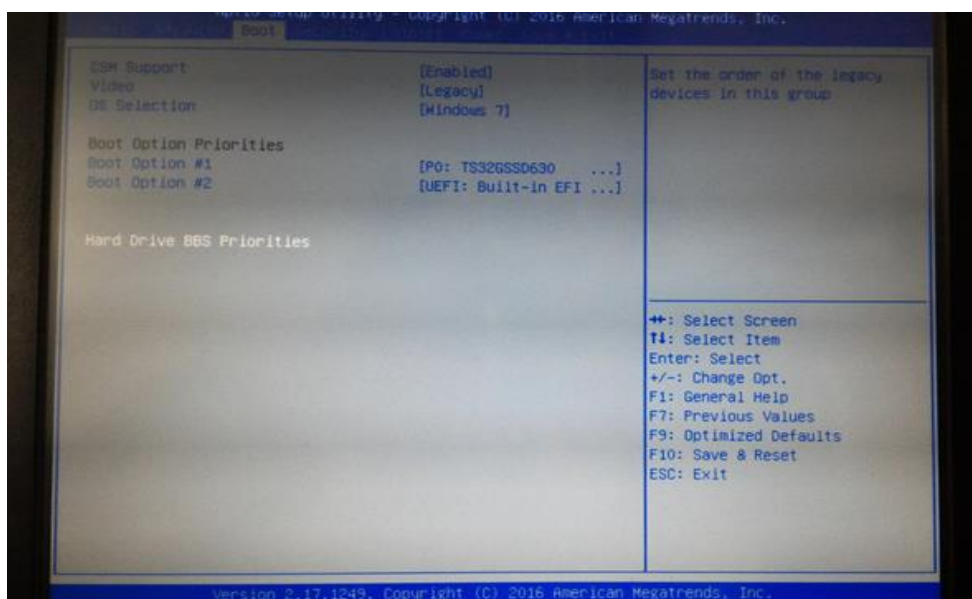 Aptio Setup Utility - Copyright (C) 2016 American Megatrends, Inc.
Boot
CSM Support [Enabled]
Video [Legacy]
OS Selection [Windows 7]
Boot Option Priorities
Boot Option #1 [P0: TS32GSSD630 ...]
Boot Option #2 [UEFI: Built-in EFI ...]
Hard Drive BBS Priorities
Set the order of the legacy
devices in this group
→←: Select Screen
↑↓: Select Item
Enter: Select
+/-: Change Opt.
F1: General Help
F7: Previous Values
F9: Optimized Defaults
F10: Save & Reset
ESC: Exit
Version 2.17.1249. Copyright (C) 2016 American Megatrends, Inc.